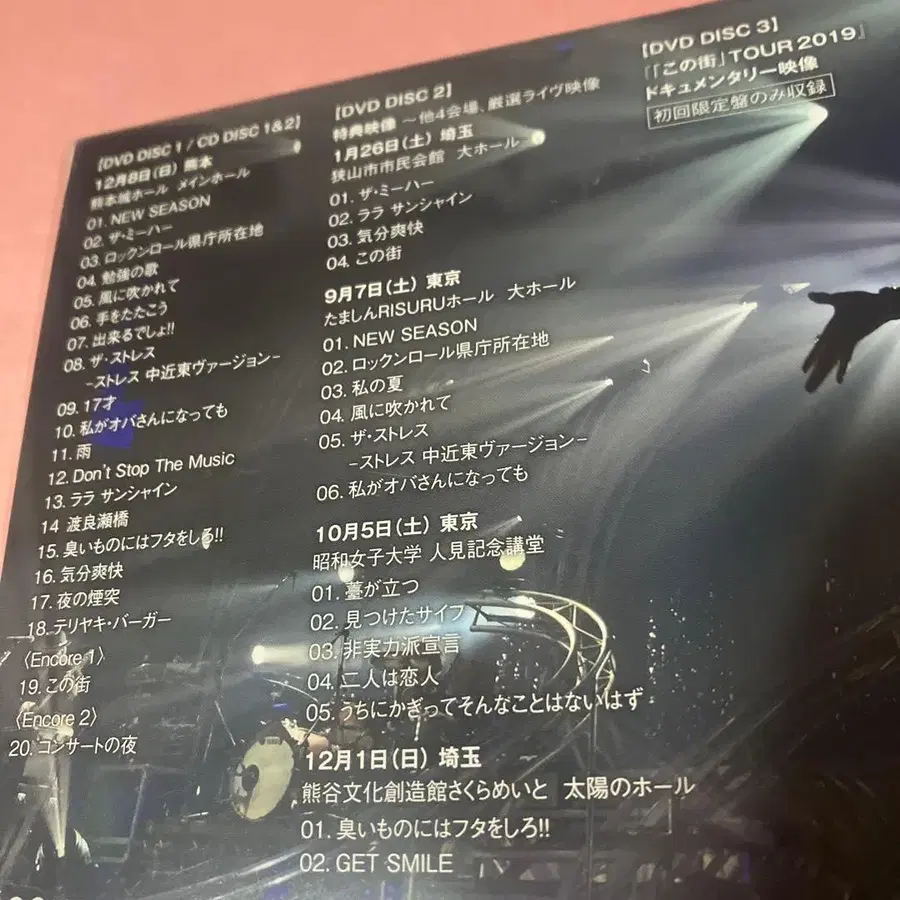 【DVD DISC 1 / CD DISC 1&2】
12月8日(日) 熊本
熊本城ホール メインホール
01. NEW SEASON
02. ザ・ミーハー
03. ロックンロール県庁所在地
04. 勉強の歌
05. 風に吹かれて
06. 手をたたこう
07. 出来るでしょ!!
08. ザ・ストレス
-ストレス 中近東ヴァージョン-
09. 17才
10. 私がオバさんになっても
11. 雨
12. Don't Stop The Music
13. ララ サンシャイン
14 渡良瀬橋
15. 臭いものにはフタをしろ!!
16. 気分爽快
17. 夜の煙突
18. テリヤキ・バーガー
〈Encore 1〉
19. この街
〈Encore 2〉
20. コンサートの夜
【DVD DISC 2】
特典映像 〜他4会場、厳選ライヴ映像
1月26日(土) 埼玉
狭山市市民会館 大ホール
01. ザ・ミーハー
02. ララ サンシャイン
03. 気分爽快
04. この街
9月7日(土) 東京
たましんRISURUホール 大ホール
01. NEW SEASON
02. ロックンロール県庁所在地
03. 私の夏
04. 風に吹かれて
05. ザ・ストレス
-ストレス 中近東ヴァージョン-
06. 私がオバさんになっても
10月5日(土) 東京
昭和女子大学 人見記念講堂
01. 薹が立つ
02. 見つけたサイフ
03. 非実力派宣言
04. 二人は恋人
05. うちにかぎってそんなことはないはず
12月1日(日) 埼玉
熊谷文化創造館さくらめいと 太陽のホール
01. 臭いものにはフタをしろ!!
02. GET SMILE
【DVD DISC 3】
『「この街」TOUR 2019』
ドキュメンタリー映像
初回限定盤のみ収録